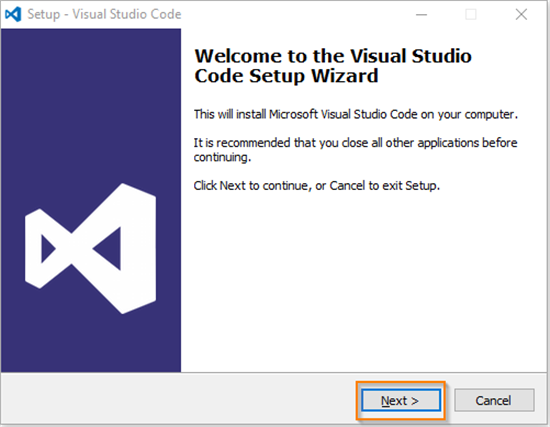 Setup - Visual Studio Code
Welcome to the Visual Studio
Code Setup Wizard
This will install Microsoft Visual Studio Code on your computer.
It is recommended that you close all other applications before
continuing.
Click Next to continue, or Cancel to exit Setup.
Next >
Cancel